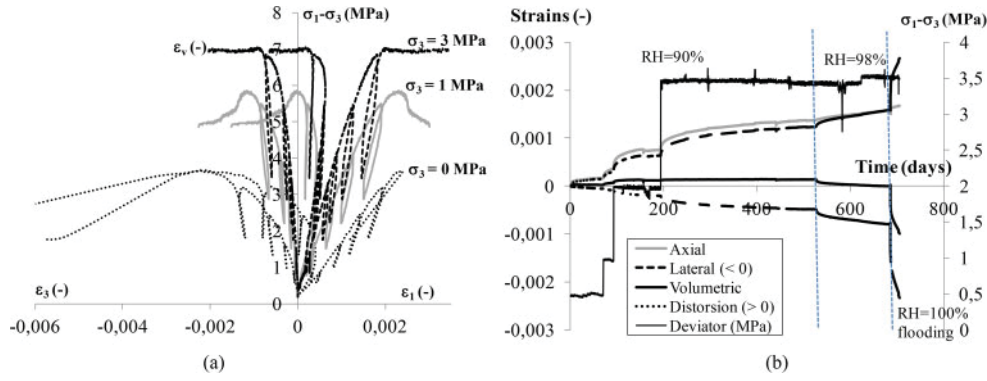 σ₁-σ₃ (MPa)
8
εᵥ (-)
7
σ₃ = 3 MPa
6
σ₃ = 1 MPa
5
4
σ₃ = 0 MPa
3
2
1
ε₃ (-)
0
ε₁ (-)
-0,006
-0,004
-0,002
0
0,002
(a)
Strains (-)
σ₁-σ₃ (MPa)
0,003
4
RH=90%
RH=98%
3,5
0,002
3
0,001
2,5
Time (days)
0
2
0
200
400
600
800
1,5
-0,001
Axial
Lateral (< 0)
Volumetric
Distorsion (> 0)
Deviator (MPa)
1
-0,002
0,5
RH=100%
flooding
-0,003
0
(b)